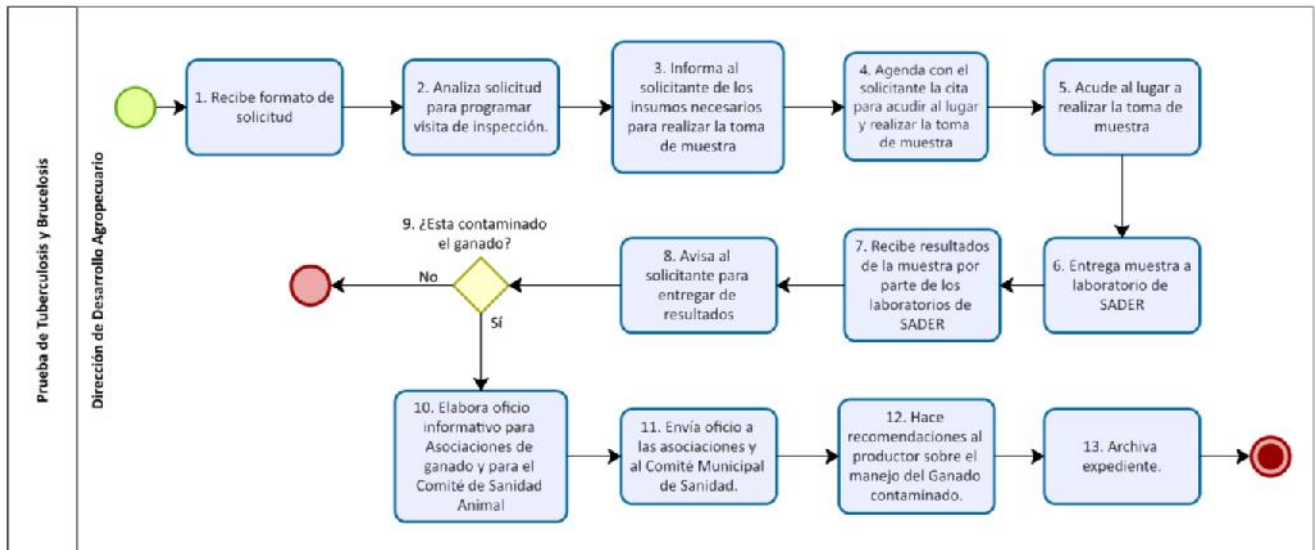 Prueba de Tuberculosis y Brucelosis
Dirección de Desarrollo Agropecuario
1. Recibe formato de
solicitud
2. Analiza solicitud
para programar
visita de inspección.
3. Informa al
solicitante de los
insumos necesarios
para realizar la toma
de muestra
4. Agenda con el
solicitante la cita
para acudir al lugar
y realizar la toma
de muestra
5. Acude al lugar a
realizar la toma de
muestra
6. Entrega muestra a
laboratorio de
SADER
7. Recibe resultados
de la muestra por
parte de los
laboratorios de
SADER
8. Avisa al
solicitante para
entregar de
resultados
9. ¿Esta contaminado
el ganado?
No
Sí
10. Elabora oficio
informativo para
Asociaciones de
ganado y para el
Comité de Sanidad
Animal
11. Envía oficio a
las asociaciones y
al Comité Municipal
de Sanidad.
12. Hace
recomendaciones al
productor sobre el
manejo del Ganado
contaminado.
13. Archiva
expediente.